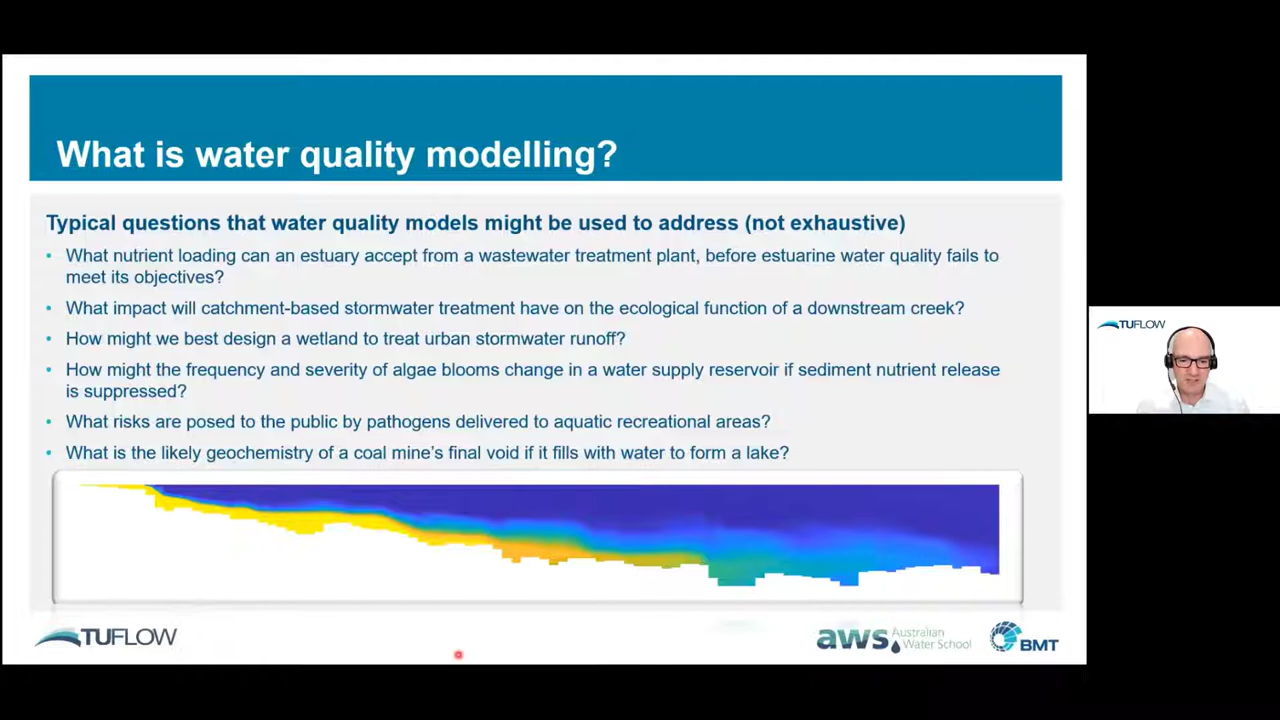 What is water quality modelling?
Typical questions that water quality models might be used to address (not exhaustive)
• What nutrient loading can an estuary accept from a wastewater treatment plant, before estuarine water quality fails to
meet its objectives?
• What impact will catchment-based stormwater treatment have on the ecological function of a downstream creek?
• How might we best design a wetland to treat urban stormwater runoff?
• How might the frequency and severity of algae blooms change in a water supply reservoir if sediment nutrient release
is suppressed?
• What risks are posed to the public by pathogens delivered to aquatic recreational areas?
• What is the likely geochemistry of a coal mine's final void if it fills with water to form a lake?
TUFLOW
TUFLOW
aws Australian
Water School
BMT